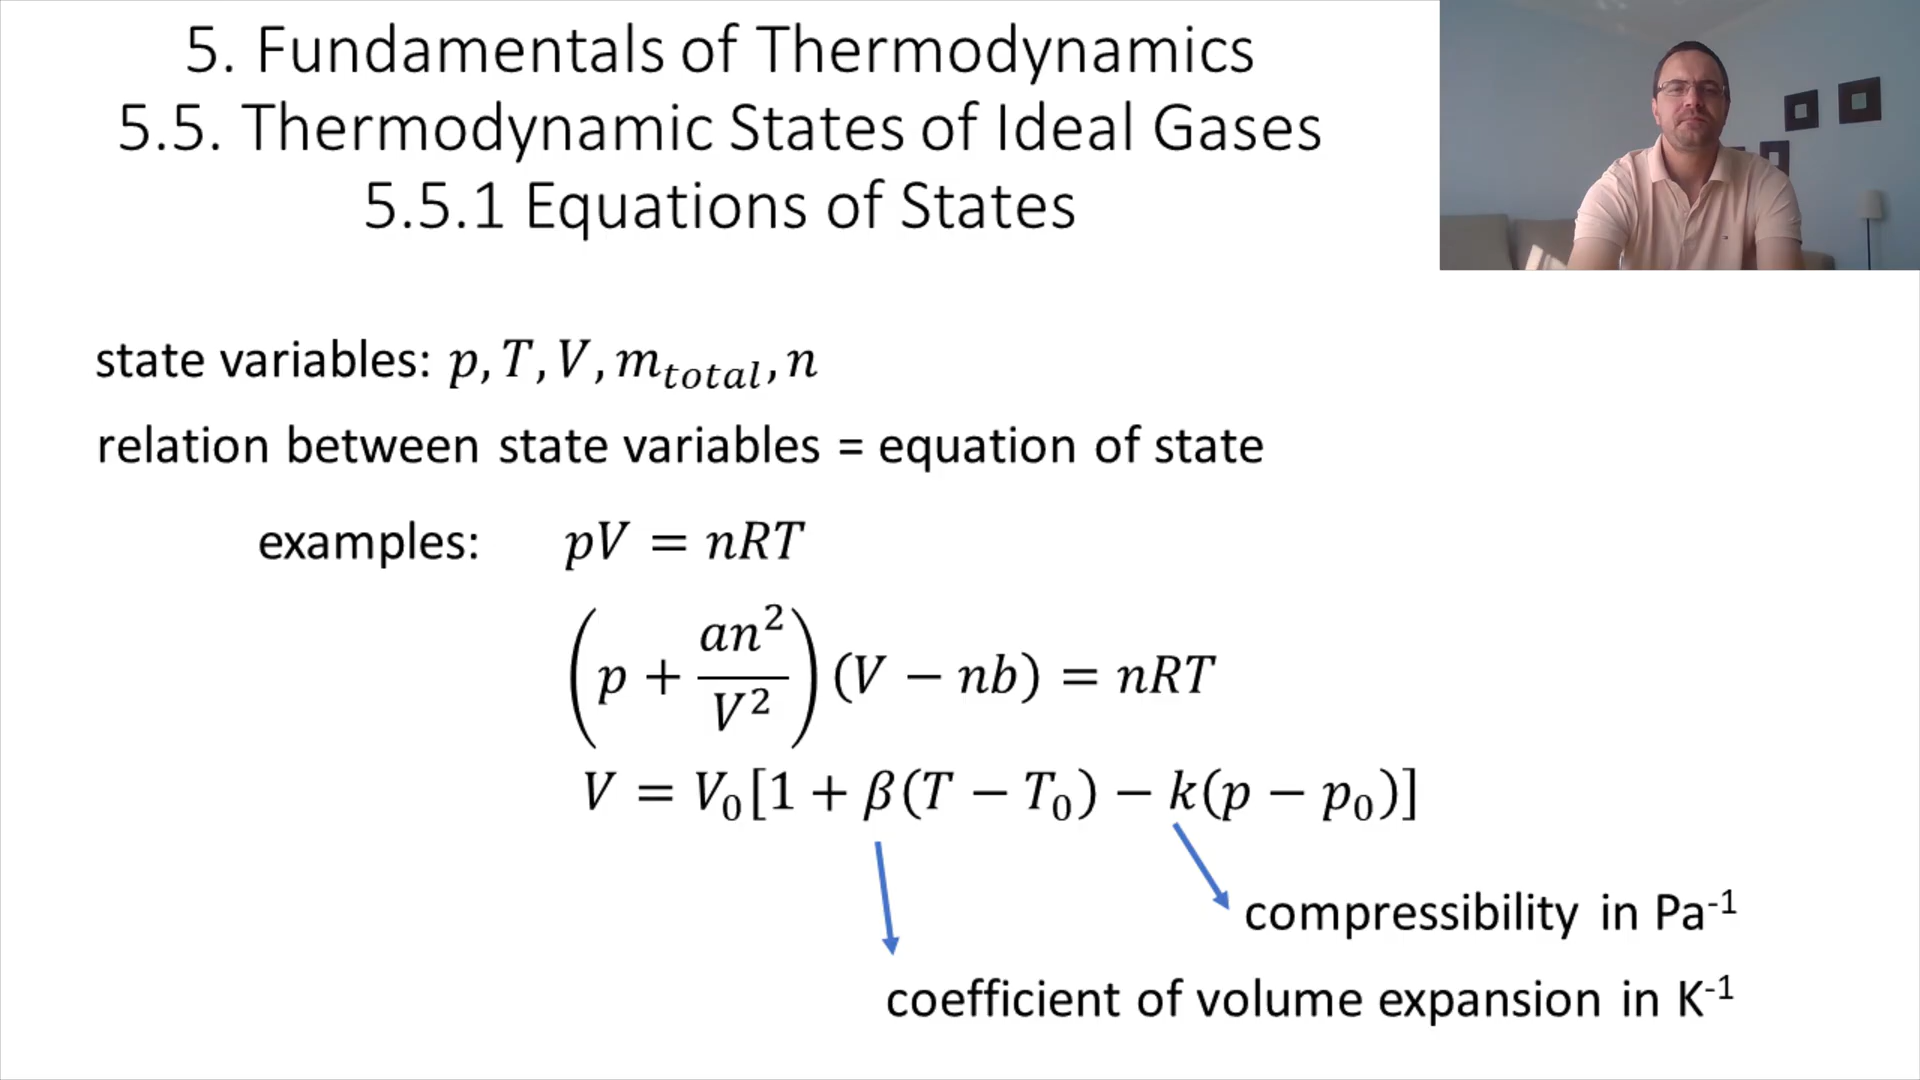 5. Fundamentals of Thermodynamics
5.5. Thermodynamic States of Ideal Gases
5.5.1 Equations of States
state variables: p, T, V, m_total, n
relation between state variables = equation of state
examples: pV = nRT
(p + an²/V²)(V − nb) = nRT
V = V₀[1 + β(T − T₀) − k(p − p₀)]
compressibility in Pa⁻¹
coefficient of volume expansion in K⁻¹